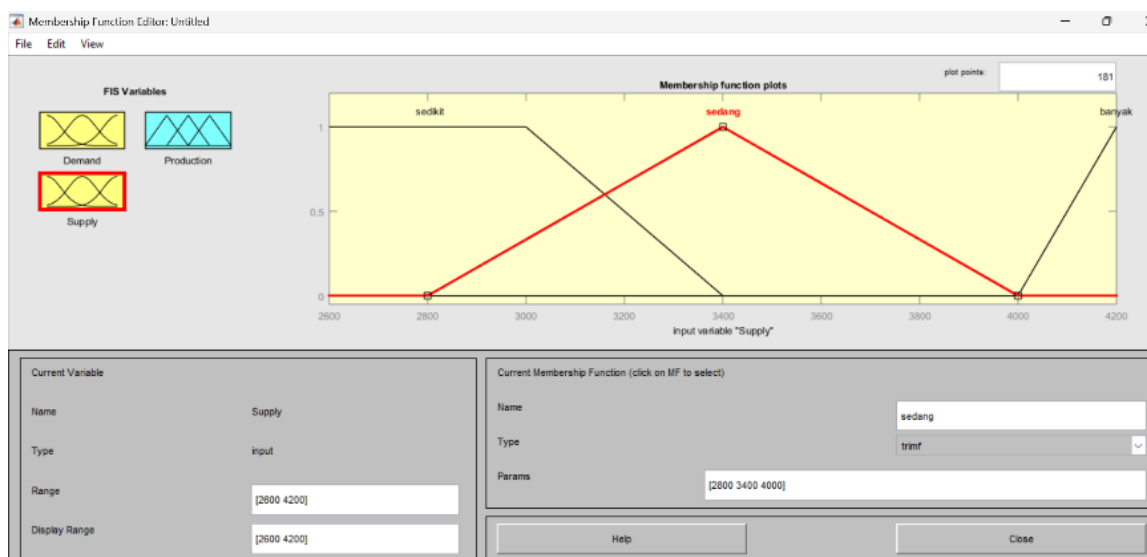 Membership Function Editor: Untitled
File Edit View
FIS Variables
Demand
Production
Supply
plot points:
181
Membership function plots
sedikit
sedang
banyak
1
0.5
0
2600 2800 3000 3200 3400 3600 3800 4000 4200
input variable "Supply"
Current Variable
Name Supply
Type input
Range [2600 4200]
Display Range [2600 4200]
Current Membership Function (click on MF to select)
Name sedang
Type trimf
Params [2800 3400 4000]
Help
Close